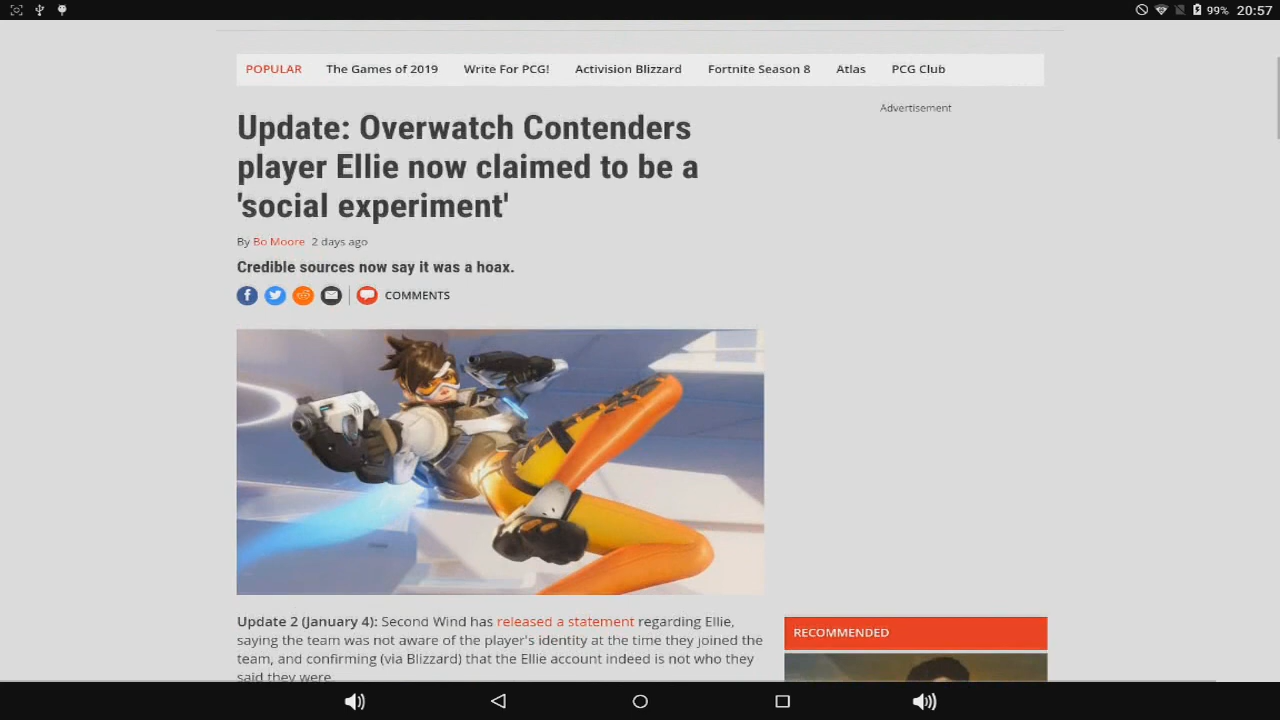 99% 20:57
POPULAR The Games of 2019 Write For PCG! Activision Blizzard Fortnite Season 8 Atlas PCG Club
Advertisement
Update: Overwatch Contenders
player Ellie now claimed to be a
'social experiment'
By Bo Moore 2 days ago
Credible sources now say it was a hoax.
COMMENTS
Update 2 (January 4): Second Wind has released a statement regarding Ellie,
saying the team was not aware of the player's identity at the time they joined the
team, and confirming (via Blizzard) that the Ellie account indeed is not who they
said they were.
RECOMMENDED